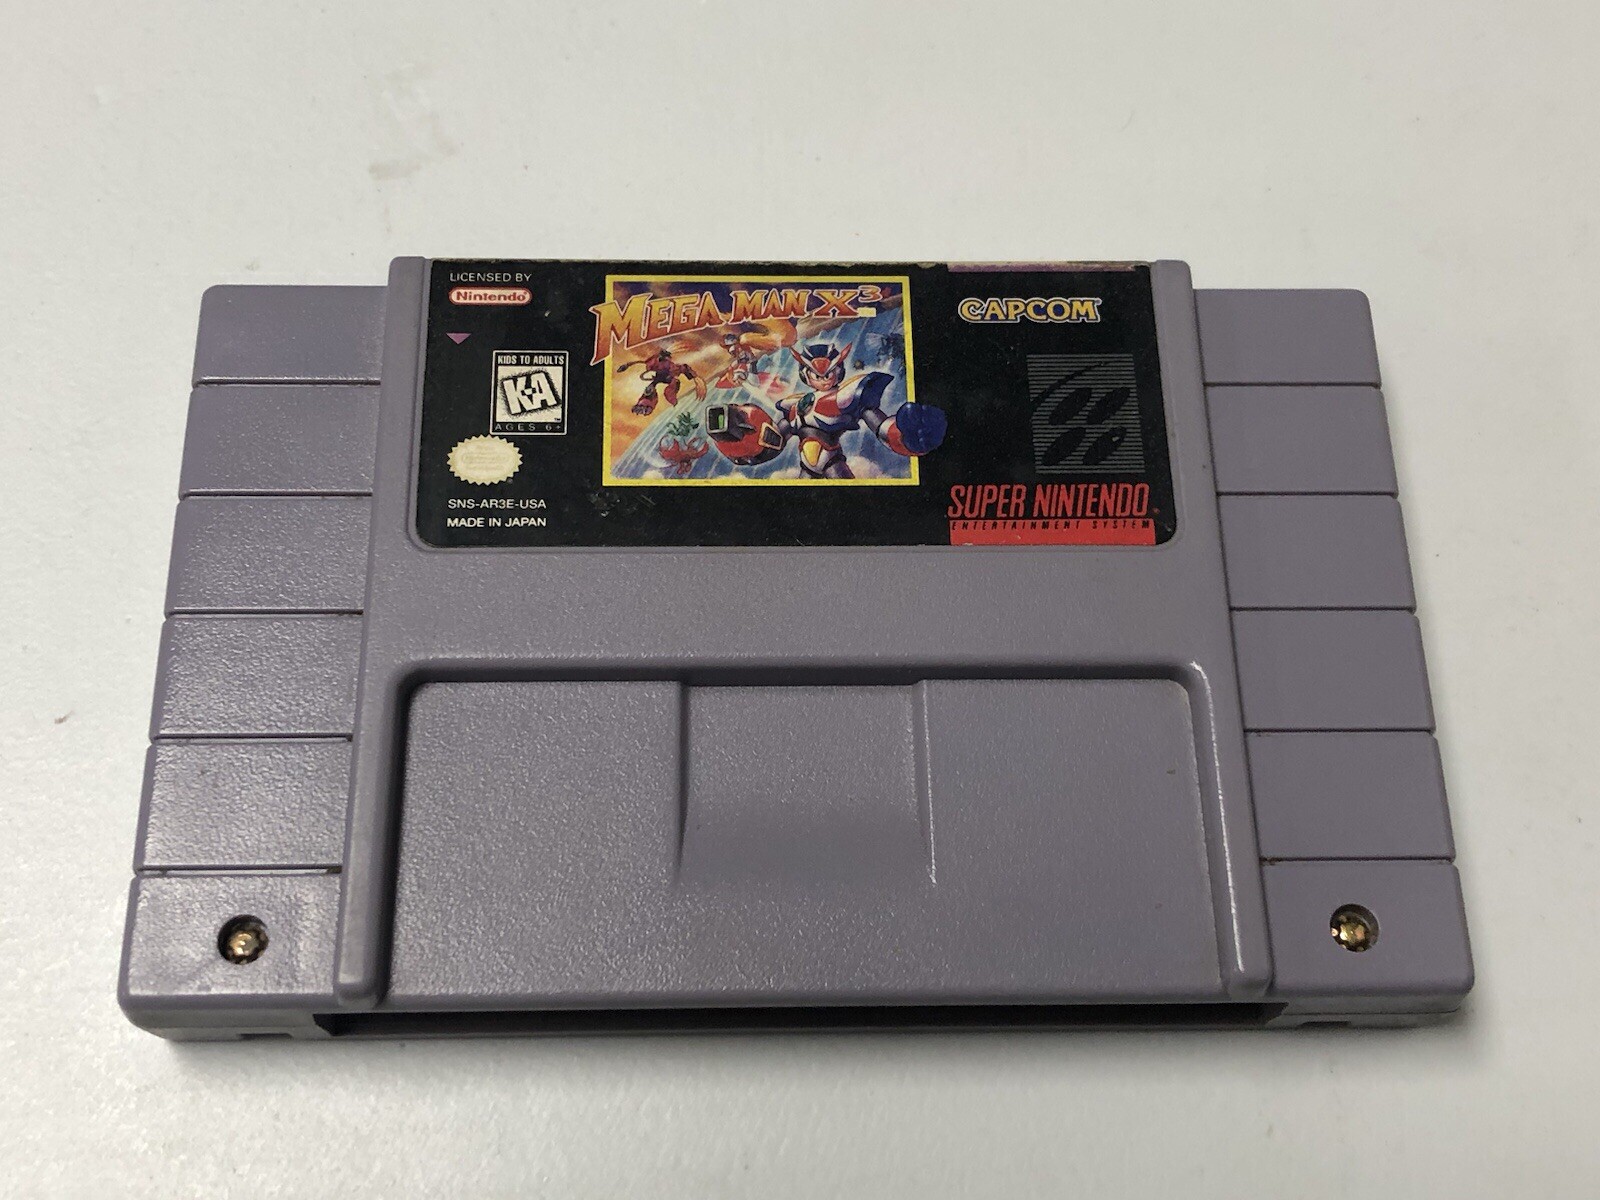 LICENSED BY
Nintendo
KIDS TO ADULTS
K-A
AGES 6+
SNS-AR3E-USA
MADE IN JAPAN
MEGA MAN X3
CAPCOM
SUPER NINTENDO
ENTERTAINMENT SYSTEM